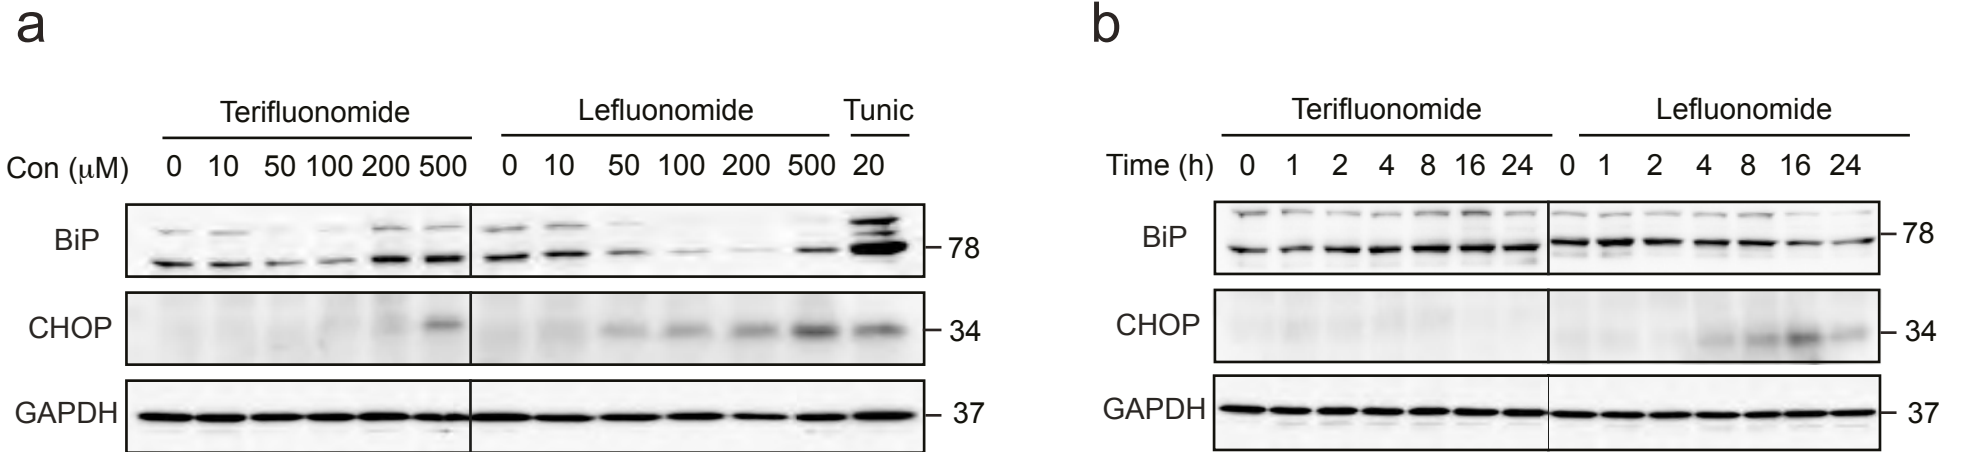 a
Terifluonomide Lefluonomide Tunic
Con (μM) 0 10 50 100 200 500 0 10 50 100 200 500 20
BiP 78
CHOP 34
GAPDH 37
b
Terifluonomide Lefluonomide
Time (h) 0 1 2 4 8 16 24 0 1 2 4 8 16 24
BiP 78
CHOP 34
GAPDH 37